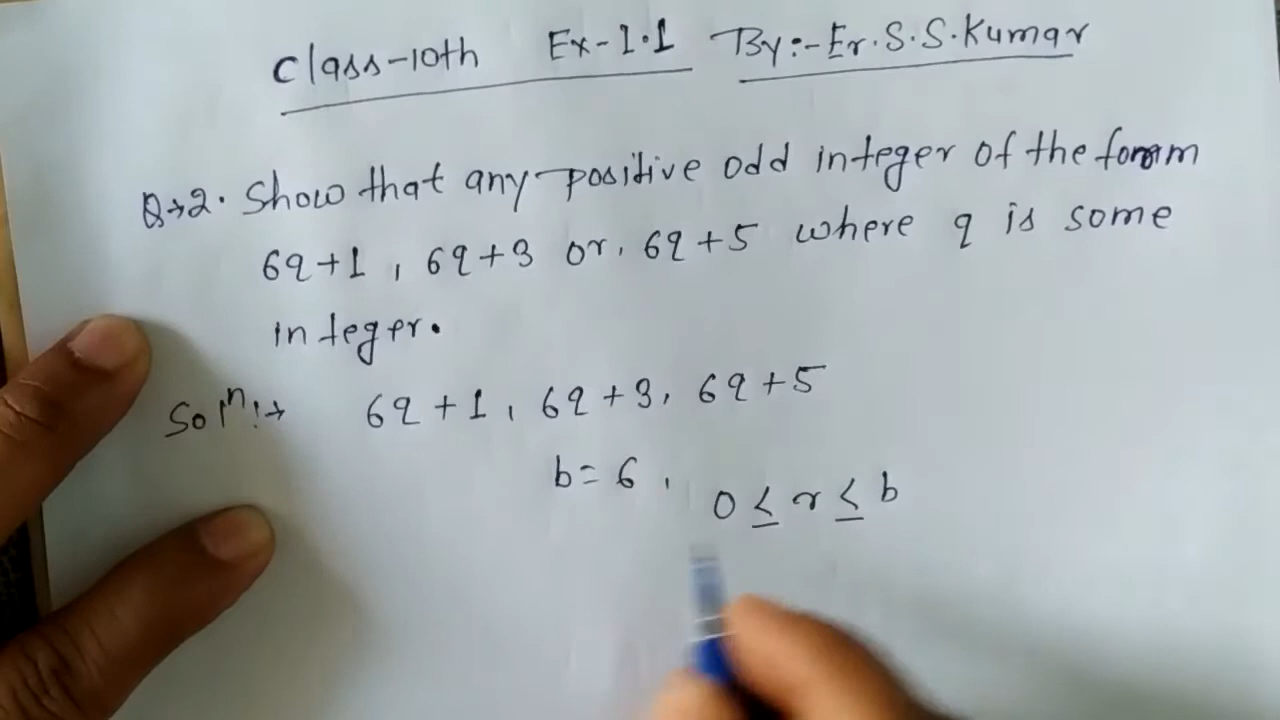 Class-10th Ex-1.1 By:-Er.S.S.Kumar
Q→2. Show that any positive odd integer of the form
6q+1, 6q+3 or, 6q+5 where q is some
integer.
Solⁿ:→ 6q+1, 6q+3, 6q+5
b=6, 0≤r≤b